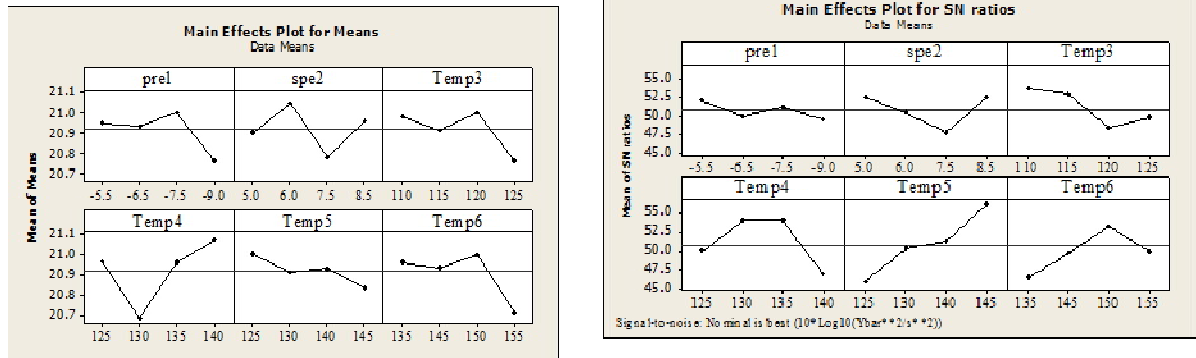 Main Effects Plot for Means
Data Means
pre1 spe2 Temp3
21.1
21.0
20.9
20.8
20.7
-5.5 -6.5 -7.5 -9.0 5.0 6.0 7.5 8.5 110 115 120 125
Temp4 Temp5 Temp6
21.1
21.0
20.9
20.8
20.7
125 130 135 140 125 130 140 145 135 145 150 155
Mean of Means
Main Effects Plot for SN ratios
Data Means
pre1 spe2 Temp3
55.0
52.5
50.0
47.5
45.0
-5.5 -6.5 -7.5 -9.0 5.0 6.0 7.5 8.5 110 115 120 125
Temp4 Temp5 Temp6
55.0
52.5
50.0
47.5
45.0
125 130 135 140 125 130 140 145 135 145 150 155
Mean of SN ratios
Signal-to-noise: Nominal is best (10*Log10(Ybar**2/s**2))